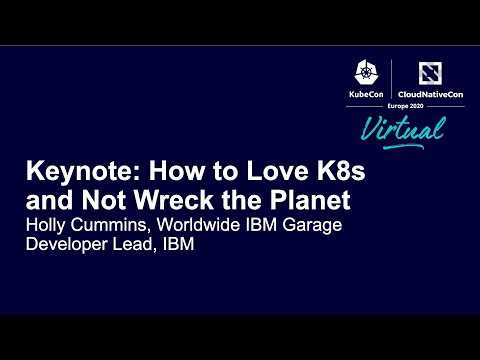 KubeCon
CloudNativeCon
Europe 2020
Virtual
Keynote: How to Love K8s
and Not Wreck the Planet
Holly Cummins, Worldwide IBM Garage
Developer Lead, IBM